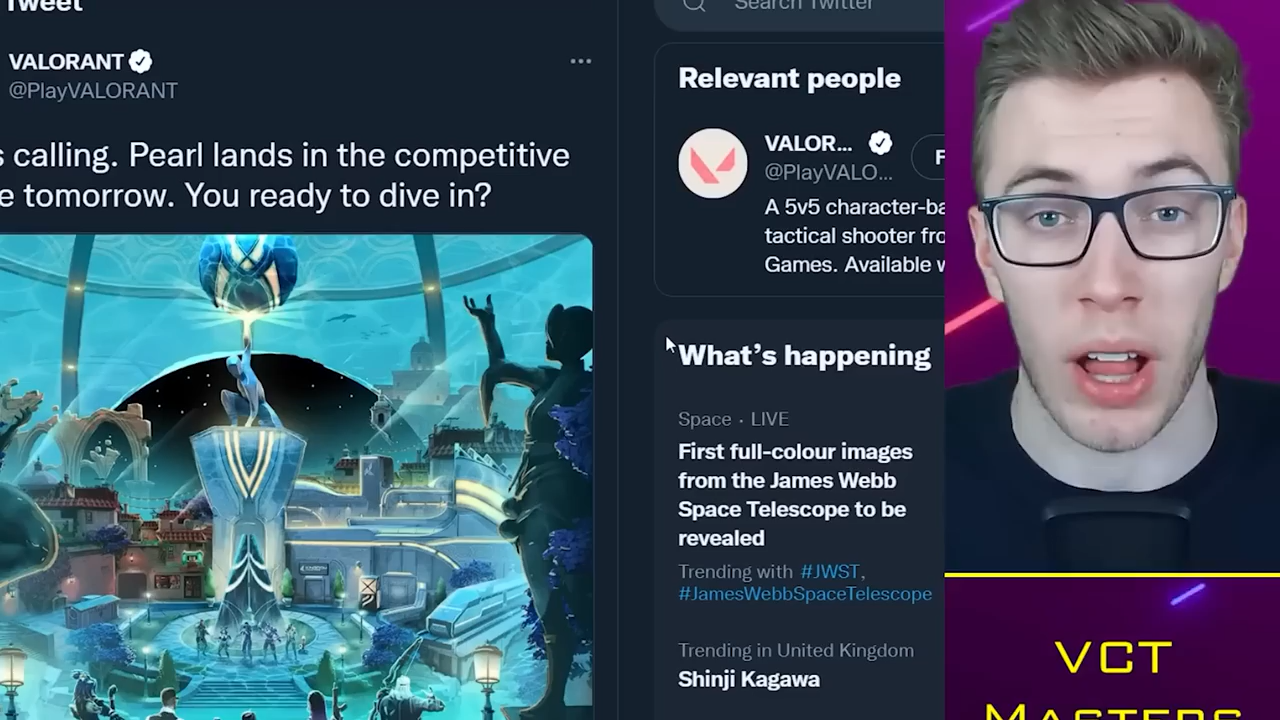 Tweet
VALORANT
@PlayVALORANT
calling. Pearl lands in the competitive
tomorrow. You ready to dive in?
Search Twitter
Relevant people
VALOR...
@PlayVALO...
A 5v5 character-ba
tactical shooter fro
Games. Available w
What's happening
Space · LIVE
First full-colour images
from the James Webb
Space Telescope to be
revealed
Trending with #JWST,
#JamesWebbSpaceTelescope
Trending in United Kingdom
Shinji Kagawa
VCT
MASTERS